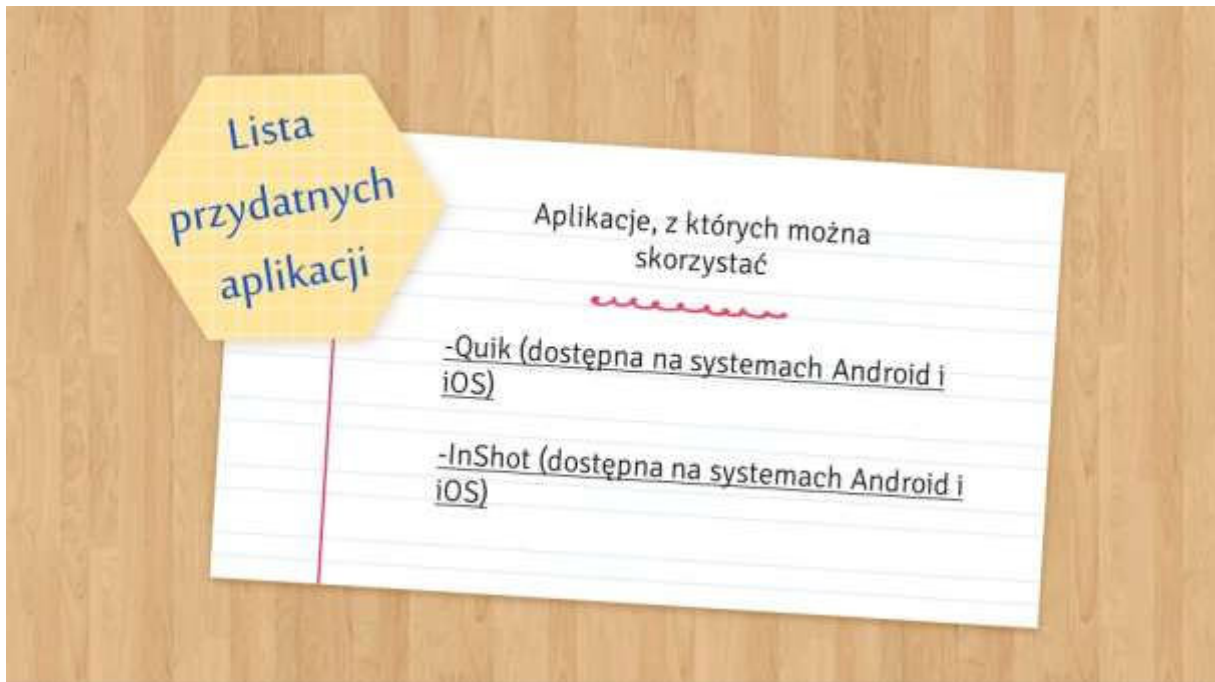 Lista
przydatnych
aplikacji
Aplikacje, z których można
skorzystać
-Quik (dostępna na systemach Android i
iOS)
-InShot (dostępna na systemach Android i
iOS)